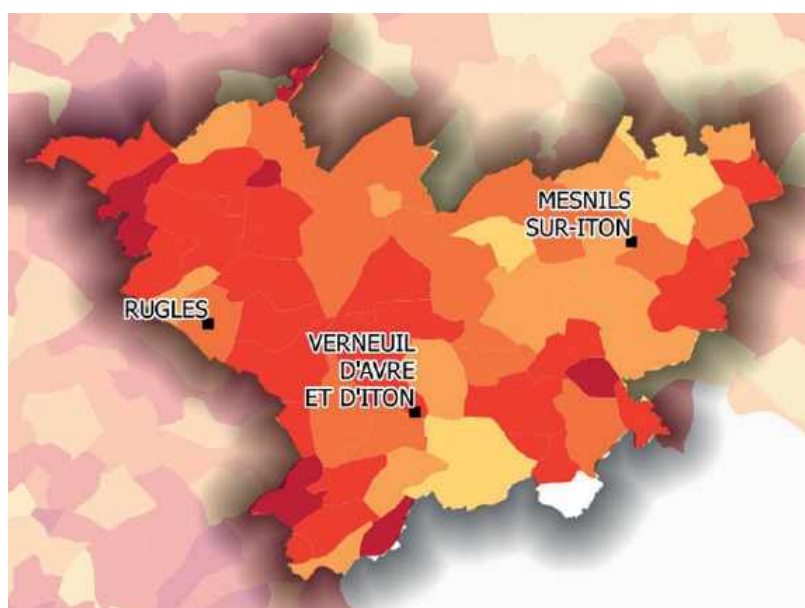 MESNILS
SUR-ITON
RUGLES
VERNEUIL
D'AVRE
ET D'ITON